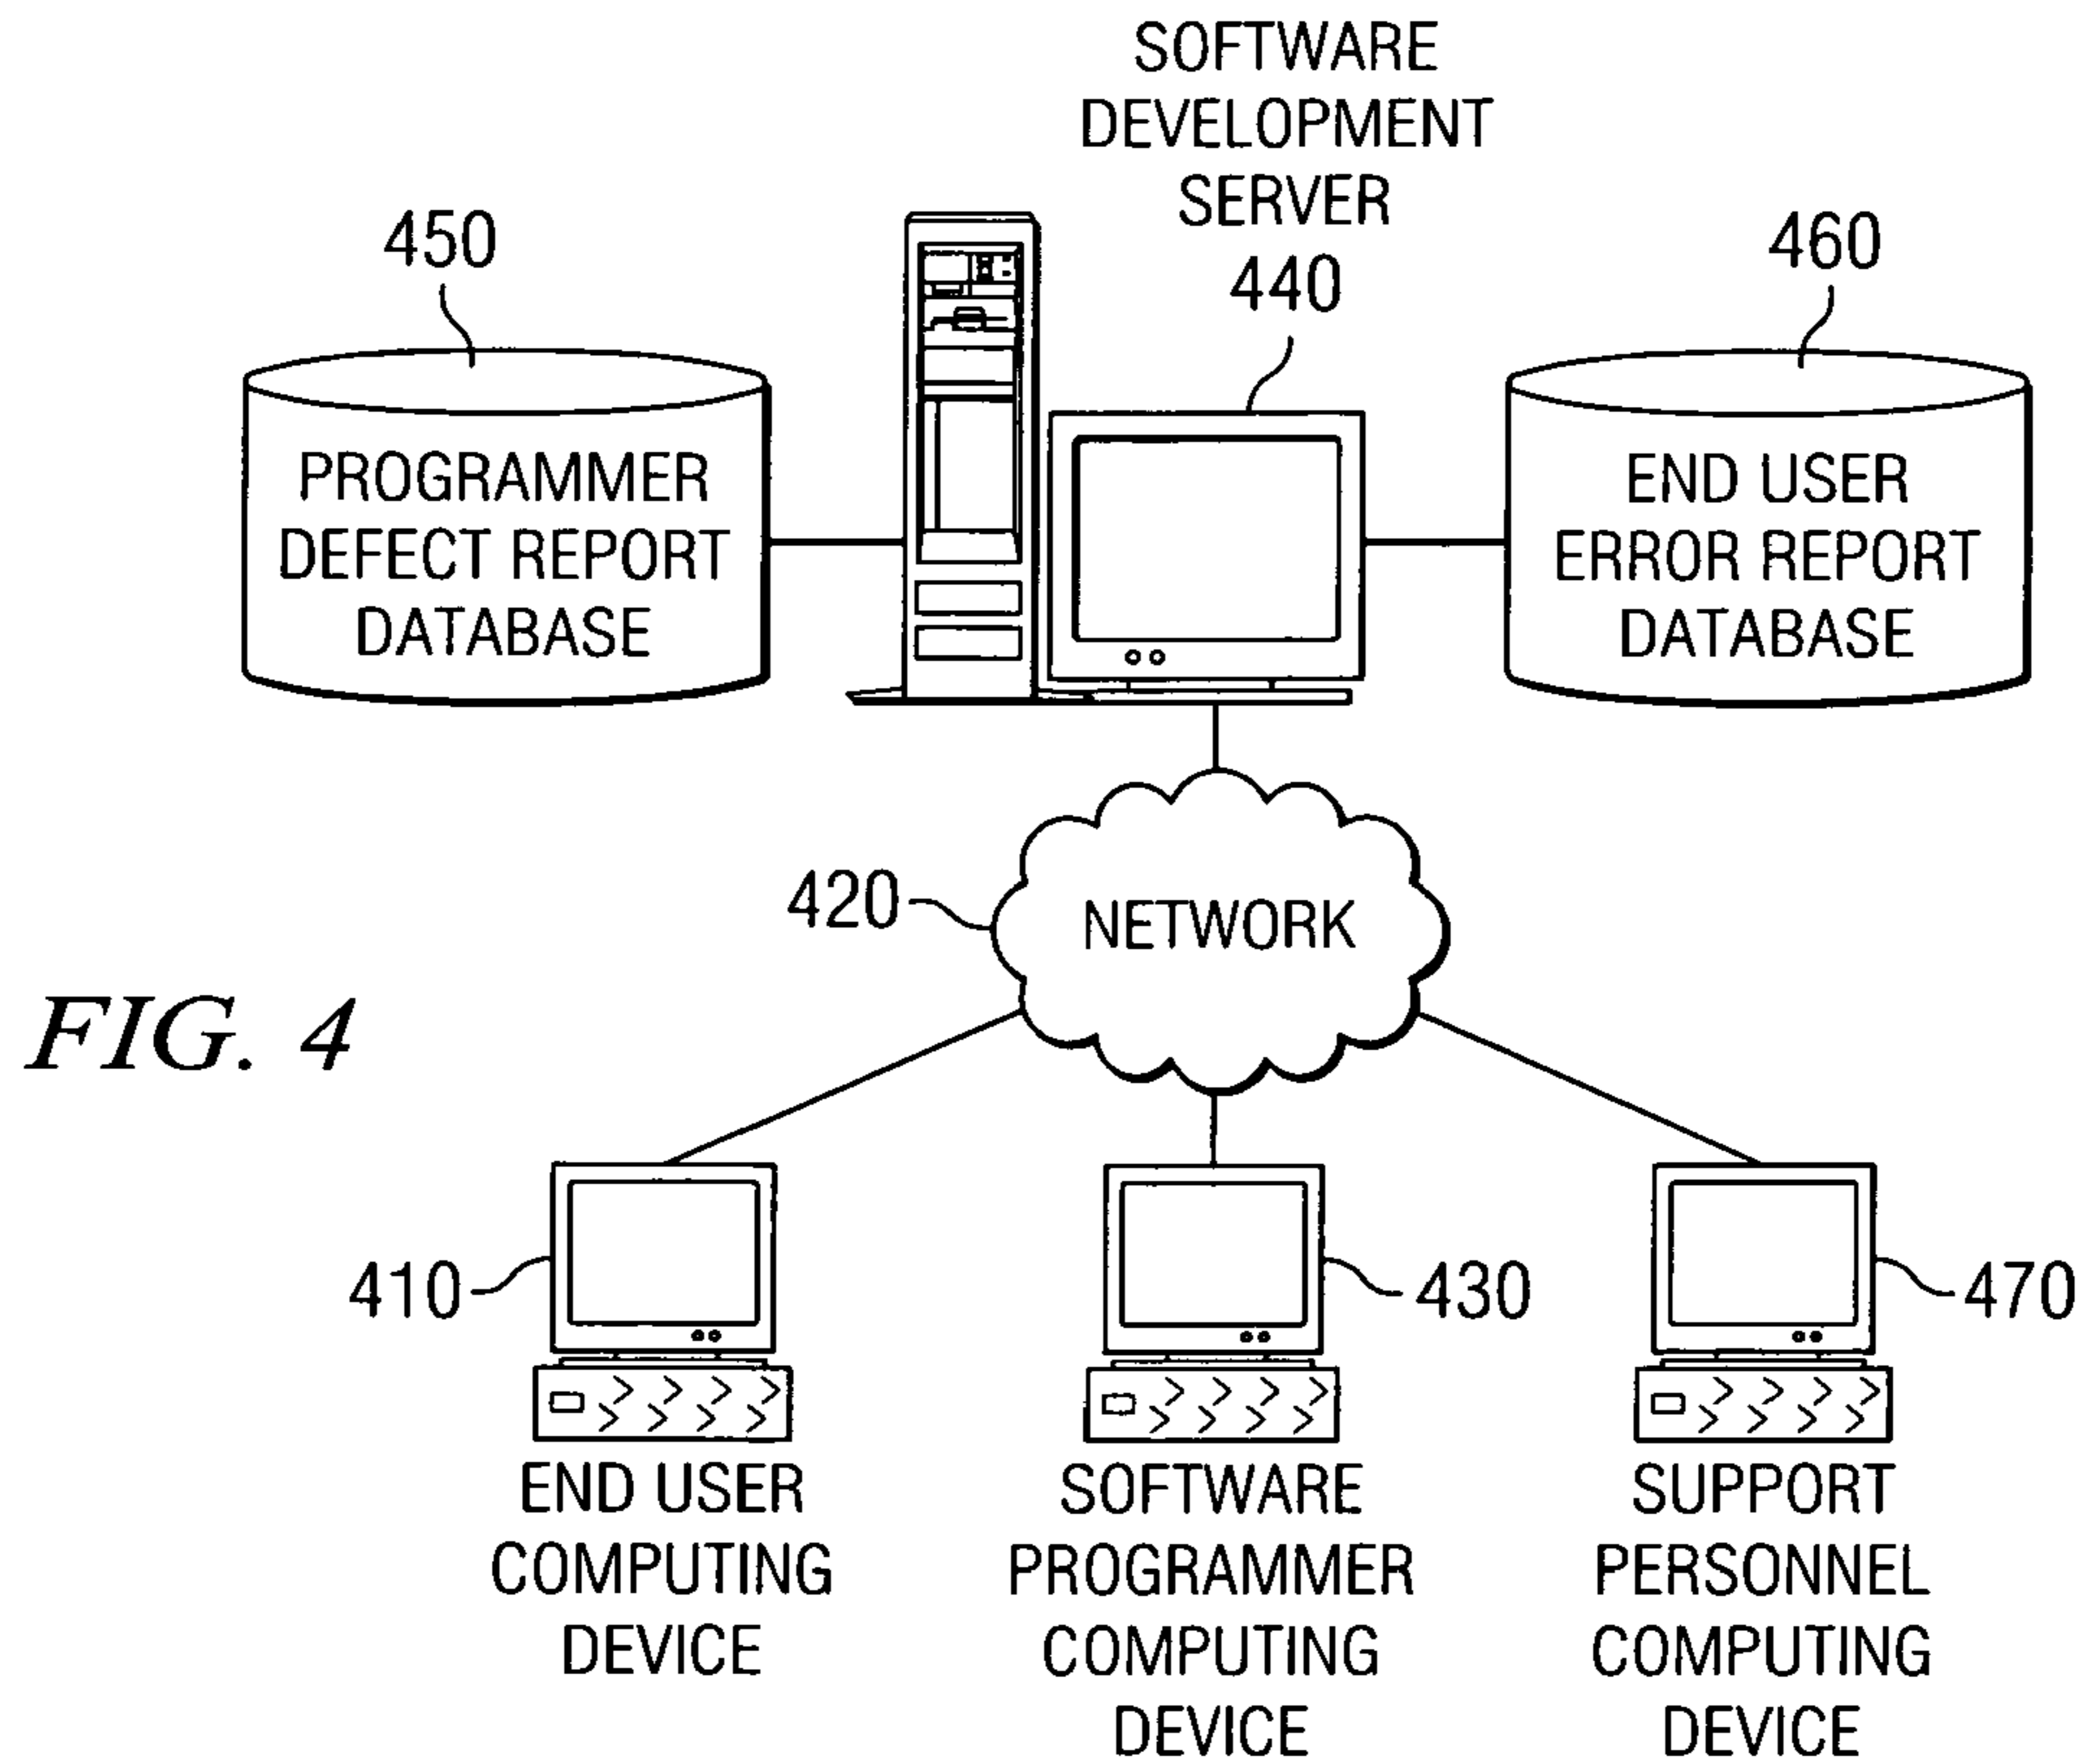 SOFTWARE
DEVELOPMENT
SERVER
450
440
460
PROGRAMMER
DEFECT REPORT
DATABASE
END USER
ERROR REPORT
DATABASE
420
NETWORK
FIG. 4
410
430
470
END USER
COMPUTING
DEVICE
SOFTWARE
PROGRAMMER
COMPUTING
DEVICE
SUPPORT
PERSONNEL
COMPUTING
DEVICE